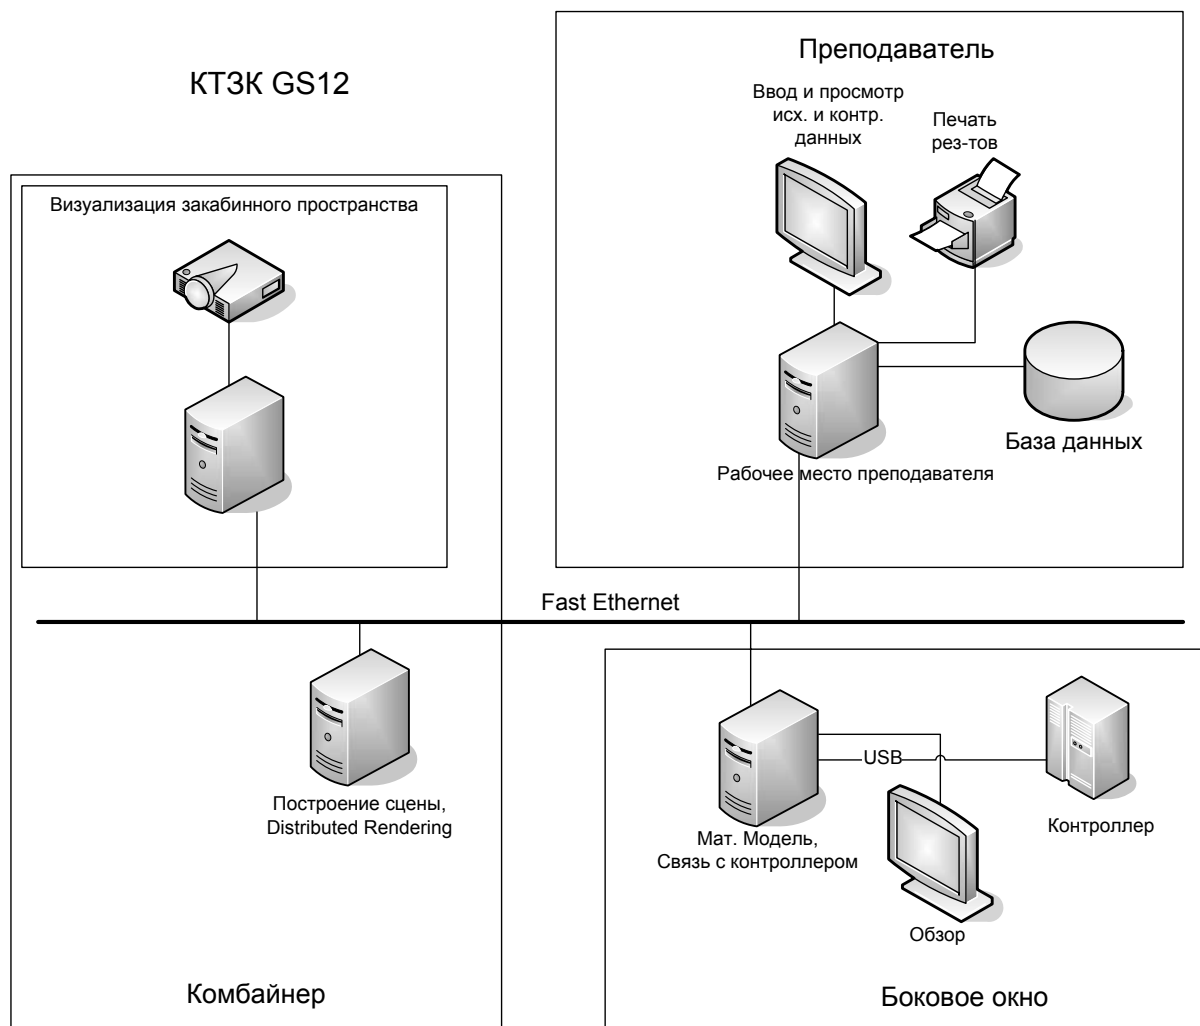 КТЗК GS12
Преподаватель
Ввод и просмотр
исх. и контр.
данных
Печать
рез-тов
Визуализация закабинного пространства
База данных
Рабочее место преподавателя
Fast Ethernet
Построение сцены,
Distributed Rendering
USB
Мат. Модель,
Связь с контроллером
Контроллер
Обзор
Комбайнер
Боковое окно